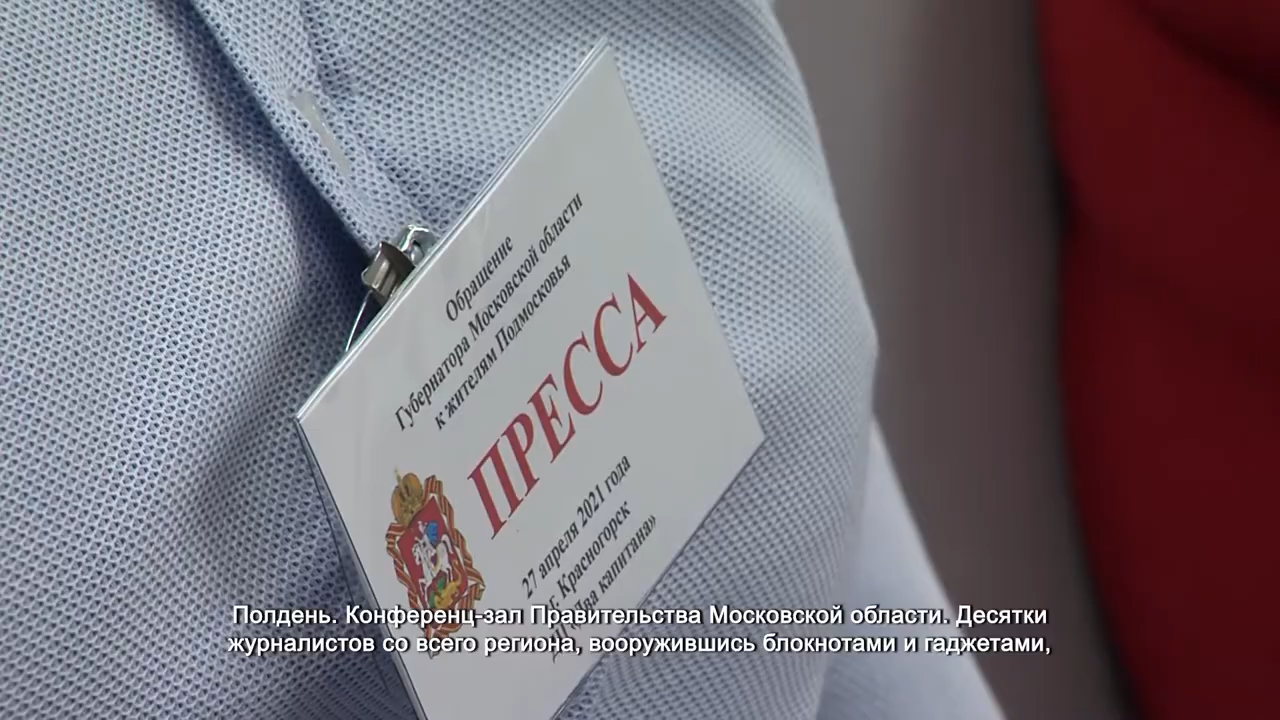 Обращение
Губернатора Московской области
к жителям Подмосковья
ПРЕССА
27 апреля 2021 года
г. Красногорск
капитана»
Полдень. Конференц-зал Правительства Московской области. Десятки
журналистов со всего региона, вооружившись блокнотами и гаджетами,